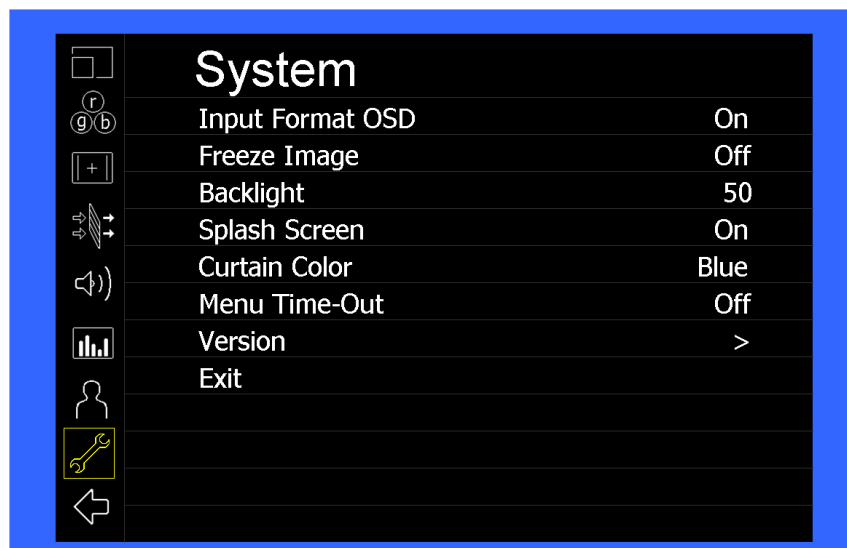 System
r
g b
Input Format OSD On
Freeze Image Off
Backlight 50
Splash Screen On
Curtain Color Blue
Menu Time-Out Off
Version >
Exit